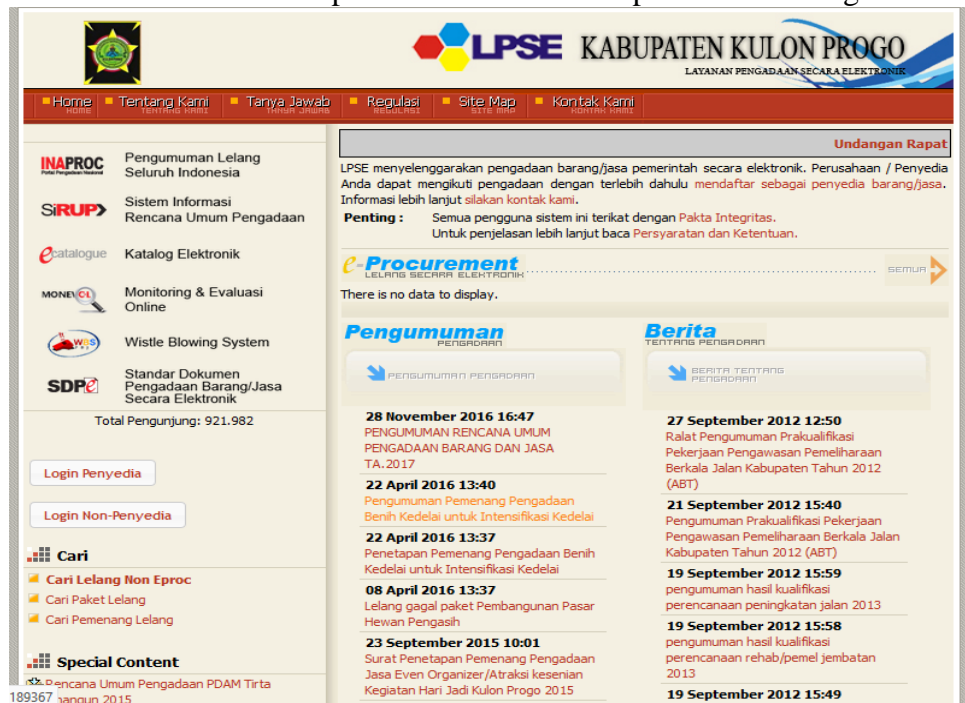 LPSE KABUPATEN KULON PROGO
LAYANAN PENGADAAN SECARA ELEKTRONIK
Home Tentang Kami Tanya Jawab Regulasi Site Map Kontak Kami
HOME TENTANG KAMI TANYA JAWAB REGULASI SITE MAP KONTAK KAMI
INAPROC
Portal Pengadaan Nasional
Pengumuman Lelang
Seluruh Indonesia
SiRUP
Sistem Informasi
Rencana Umum Pengadaan
ecatalogue
Katalog Elektronik
MONEV OL
Monitoring & Evaluasi
Online
WBS
Wistle Blowing System
SDPe
Standar Dokumen
Pengadaan Barang/Jasa
Secara Elektronik
Total Pengunjung: 921.982
Login Penyedia
Login Non-Penyedia
Cari
Cari Lelang Non Eproc
Cari Paket Lelang
Cari Pemenang Lelang
Special Content
Rencana Umum Pengadaan PDAM Tirta
2015
189367
Undangan Rapat
LPSE menyelenggarakan pengadaan barang/jasa pemerintah secara elektronik. Perusahaan / Penyedia
Anda dapat mengikuti pengadaan dengan terlebih dahulu mendaftar sebagai penyedia barang/jasa.
Informasi lebih lanjut silakan kontak kami.
Penting : Semua pengguna sistem ini terikat dengan Pakta Integritas.
Untuk penjelasan lebih lanjut baca Persyaratan dan Ketentuan.
e-Procurement
LELANG SECARA ELEKTRONIK
SEMUA
There is no data to display.
Pengumuman
PENGADAAN
PENGUMUMAN PENGADAAN
28 November 2016 16:47
PENGUMUMAN RENCANA UMUM
PENGADAAN BARANG DAN JASA
TA.2017
22 April 2016 13:40
Pengumuman Pemenang Pengadaan
Benih Kedelai untuk Intensifikasi Kedelai
22 April 2016 13:37
Penetapan Pemenang Pengadaan Benih
Kedelai untuk Intensifikasi Kedelai
08 April 2016 13:37
Lelang gagal paket Pembangunan Pasar
Hewan Pengasih
23 September 2015 10:01
Surat Penetapan Pemenang Pengadaan
Jasa Even Organizer/Atraksi kesenian
Kegiatan Hari Jadi Kulon Progo 2015
Berita
TENTANG PENGADAAN
BERITA TENTANG
PENGADAAN
27 September 2012 12:50
Ralat Pengumuman Prakualifikasi
Pekerjaan Pengawasan Pemeliharaan
Berkala Jalan Kabupaten Tahun 2012
(ABT)
21 September 2012 15:40
Pengumuman Prakualifikasi Pekerjaan
Pengawasan Pemeliharaan Berkala Jalan
Kabupaten Tahun 2012 (ABT)
19 September 2012 15:59
pengumuman hasil kualifikasi
perencanaan peningkatan jalan 2013
19 September 2012 15:58
pengumuman hasil kualifikasi
perencanaan rehab/pemel jembatan
2013
19 September 2012 15:49